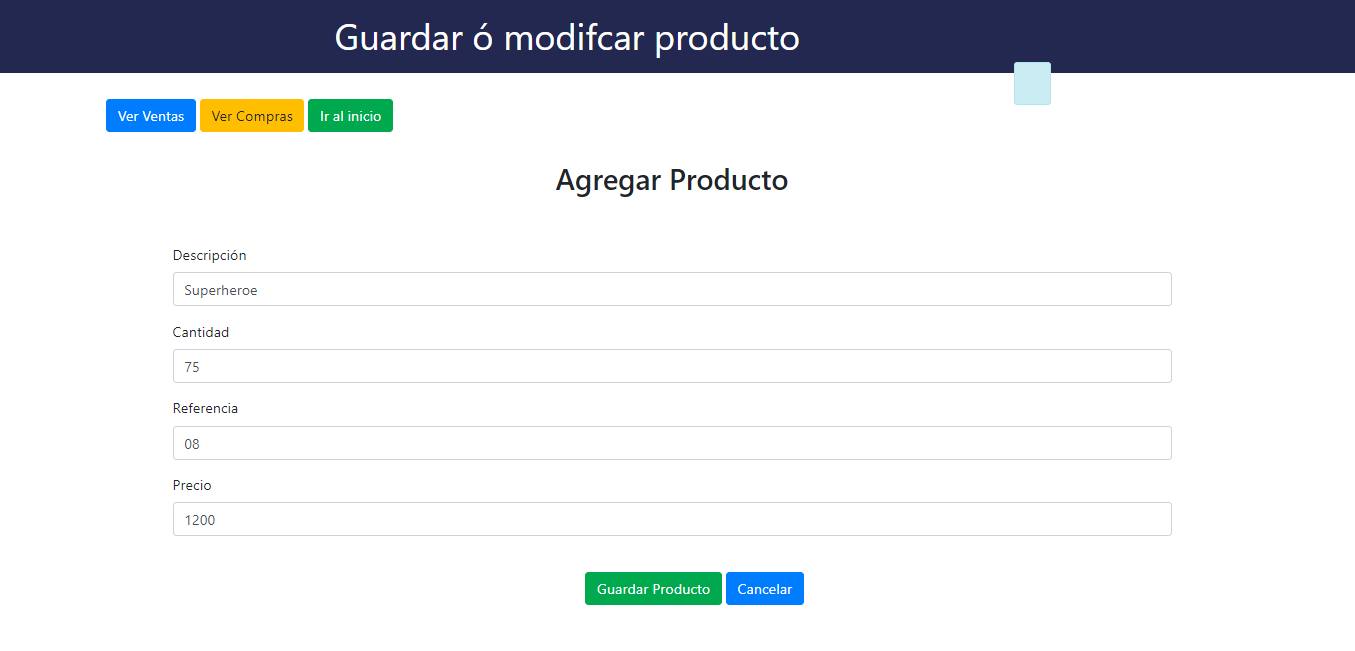 Guardar ó modifcar producto
Ver Ventas Ver Compras Ir al inicio
Agregar Producto
Descripción
Superheroe
Cantidad
75
Referencia
08
Precio
1200
Guardar Producto Cancelar